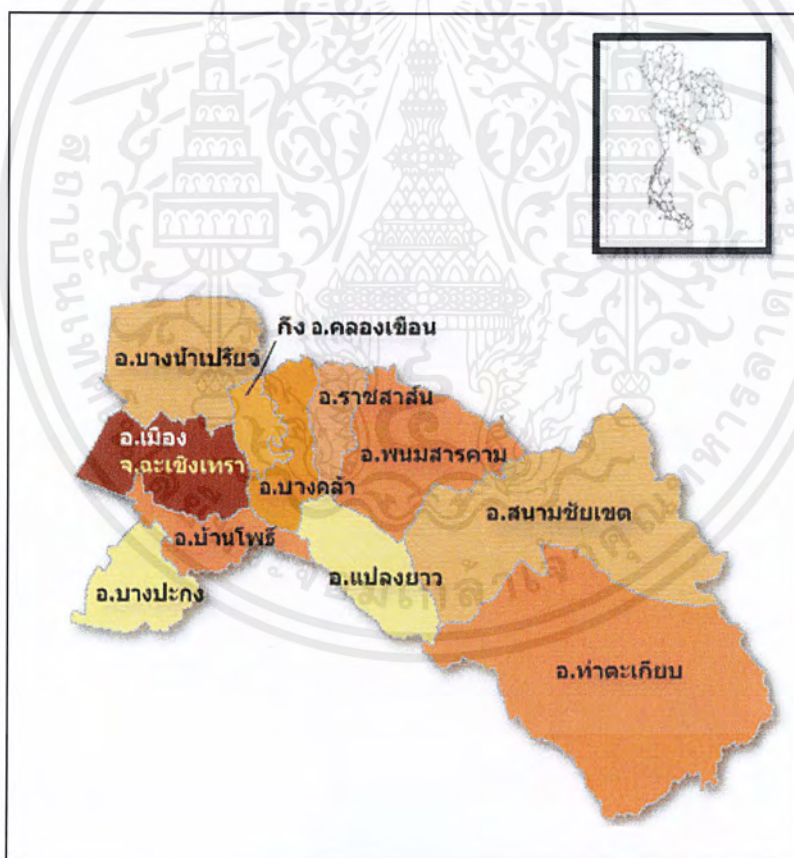 กิ่ง อ.คลองเขื่อน
อ.บางน้ำเปรี้ยว
อ.ราชสาส์น
อ.เมือง
จ.ฉะเชิงเทรา
อ.พนมสารคาม
อ.บางคล้า
อ.สนามชัยเขต
อ.บ้านโพธิ์
อ.แปลงยาว
อ.บางปะกง
อ.ท่าตะเกียบ